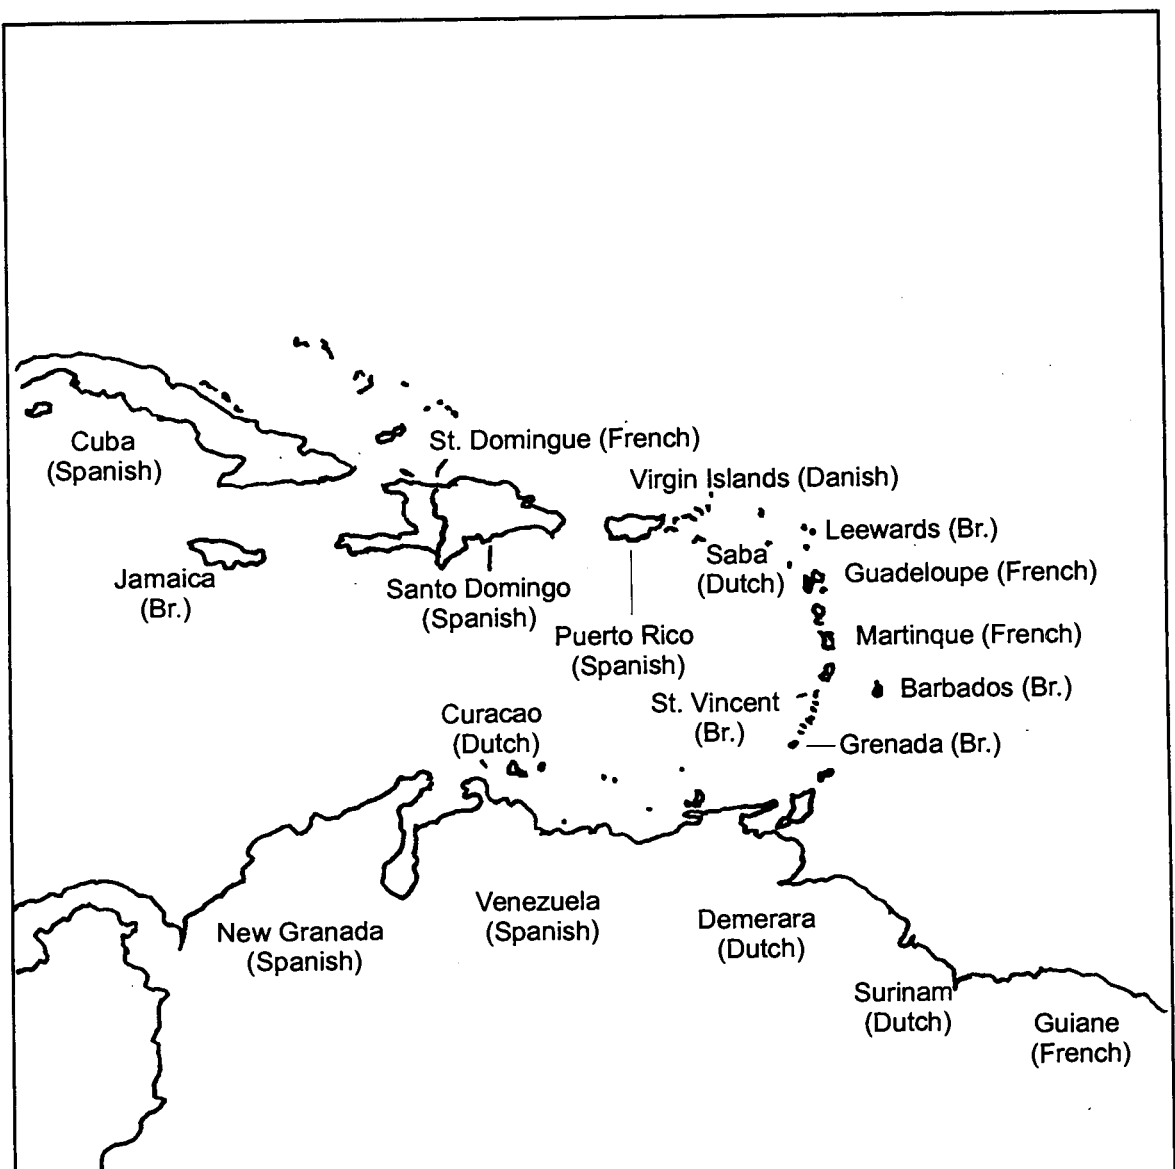 Cuba
(Spanish)
St. Domingue (French)
Virgin Islands (Danish)
Leewards (Br.)
Jamaica
(Br.)
Santo Domingo
(Spanish)
Saba
(Dutch)
Guadeloupe (French)
Puerto Rico
(Spanish)
Martinque (French)
St. Vincent
(Br.)
Barbados (Br.)
Curacao
(Dutch)
Grenada (Br.)
New Granada
(Spanish)
Venezuela
(Spanish)
Demerara
(Dutch)
Surinam
(Dutch)
Guiane
(French)